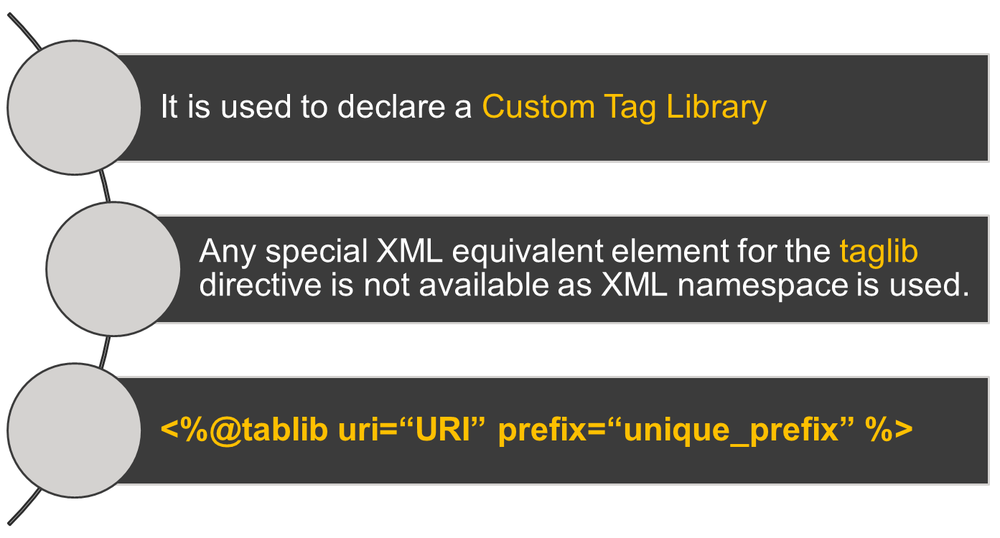 It is used to declare a Custom Tag Library
Any special XML equivalent element for the taglib
directive is not available as XML namespace is used.
<%@tablib uri=“URI” prefix=“unique_prefix” %>